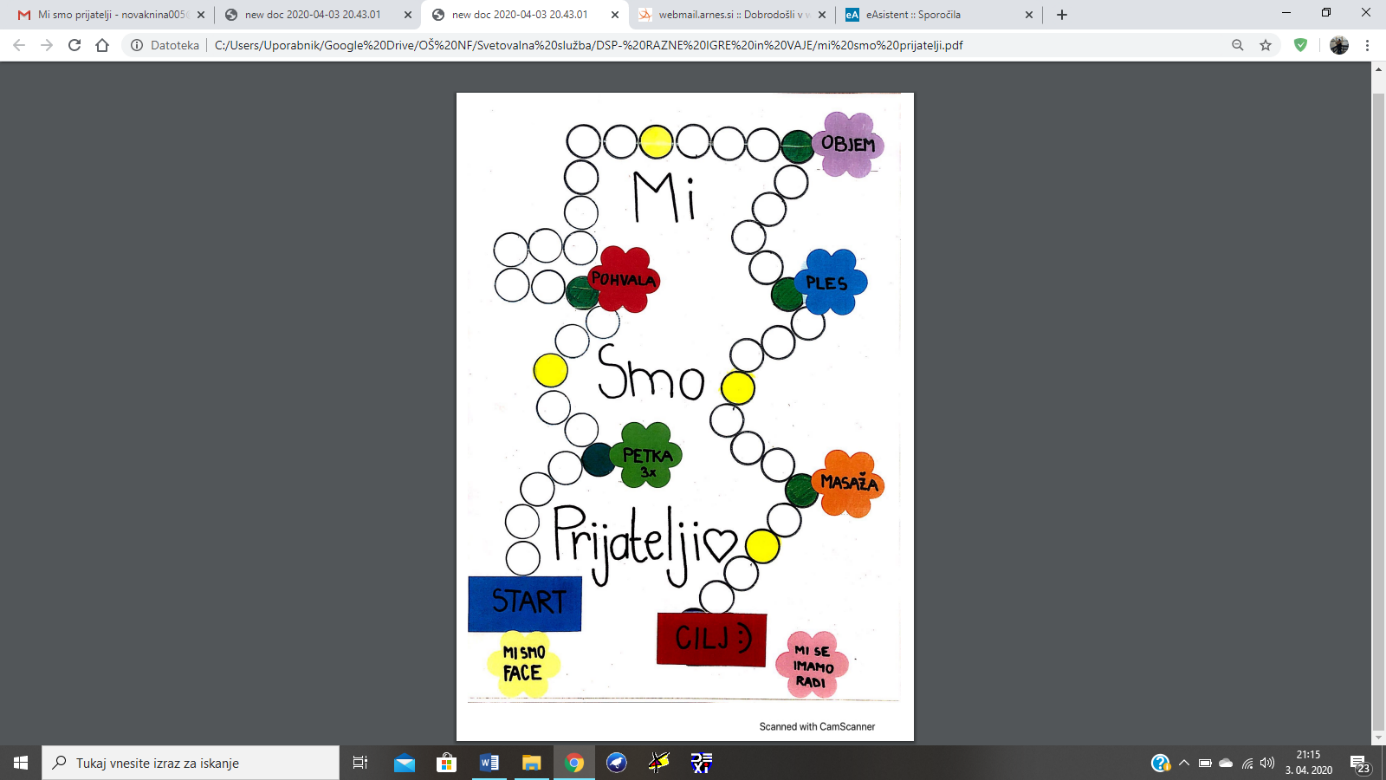 Mi smo prijatelji - novaknina005
new doc 2020-04-03 20.43.01
new doc 2020-04-03 20.43.01
webmail.arnes.si :: Dobrodošli v w
eAsistent :: Sporočila
Datoteka
C:/Users/Uporabnik/Google%20Drive/OŠ%20NF/Svetovalna%20služba/DSP-%20RAZNE%20IGRE%20in%20VAJE/mi%20smo%20prijatelji.pdf
OBJEM
Mi
POHVALA
PLES
Smo
PETKA
3x
MASAŽA
Prijatelji
START
CILJ :)
MI SMO
FACE
MI SE
IMAMO
RADI
Scanned with CamScanner
Tukaj vnesite izraz za iskanje
21:15
3. 04. 2020
23